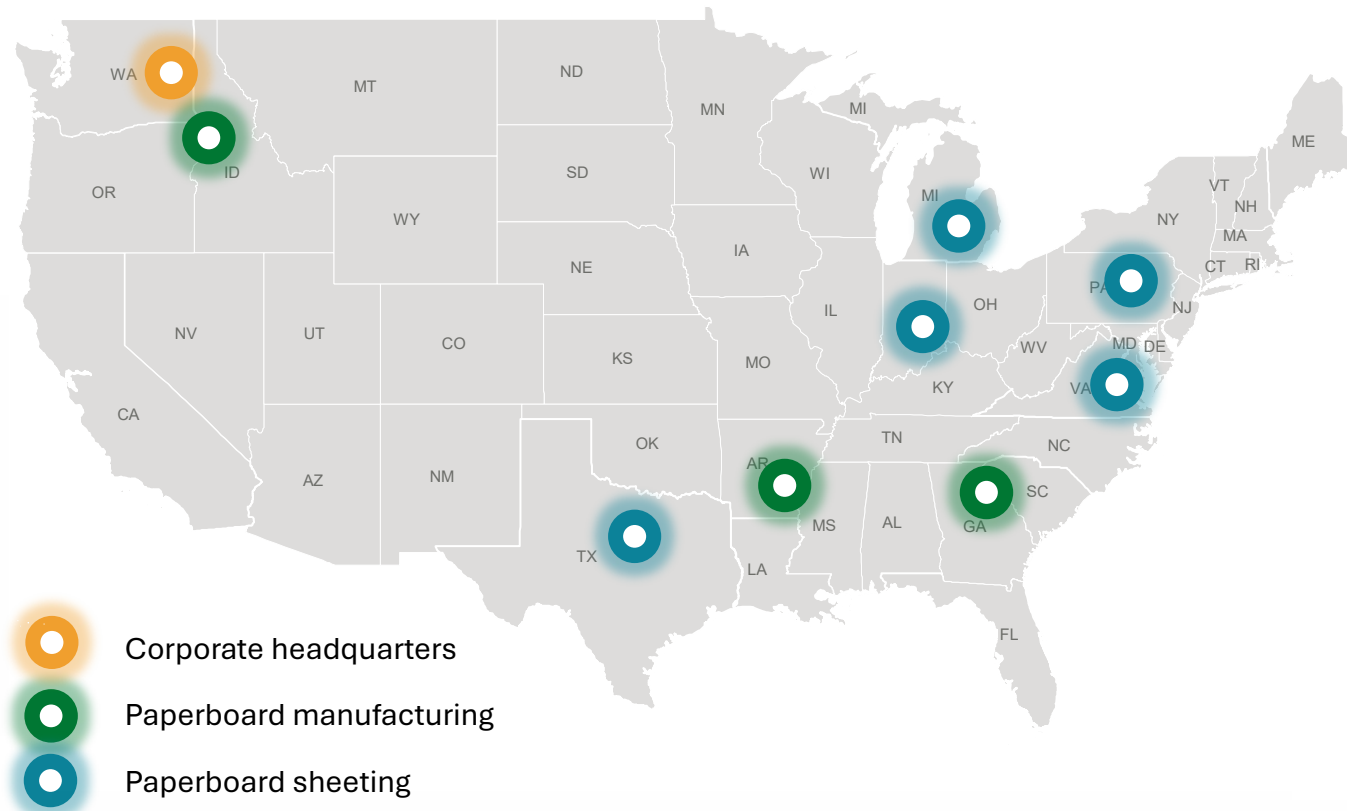 WA
MT
ND
MN
MI
ME
OR
ID
SD
WI
MI
VT
NH
NY
MA
WY
IA
NE
CT
RI
PA
NJ
NV
UT
CO
IL
OH
KS
MO
WV
MD
DE
KY
VA
CA
OK
TN
NC
AZ
NM
AR
SC
MS
AL
GA
TX
LA
FL
Corporate headquarters
Paperboard manufacturing
Paperboard sheeting